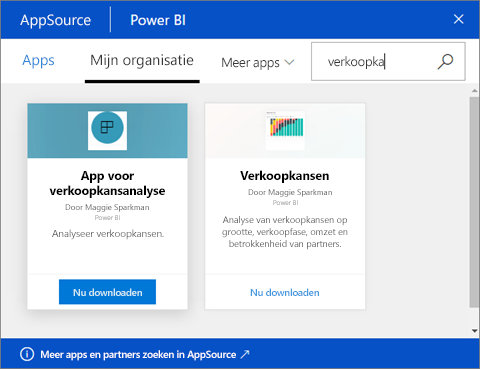 AppSource Power BI
Apps Mijn organisatie Meer apps verkoopka
App voor
verkoopkansanalyse
Door Maggie Sparkman
Power BI
Analyseer verkoopkansen.
Nu downloaden
Verkoopkansen
Door Maggie Sparkman
Power BI
Analyse van verkoopkansen op
grootte, verkoopfase, omzet en
betrokkenheid van partners.
Nu downloaden
Meer apps en partners zoeken in AppSource